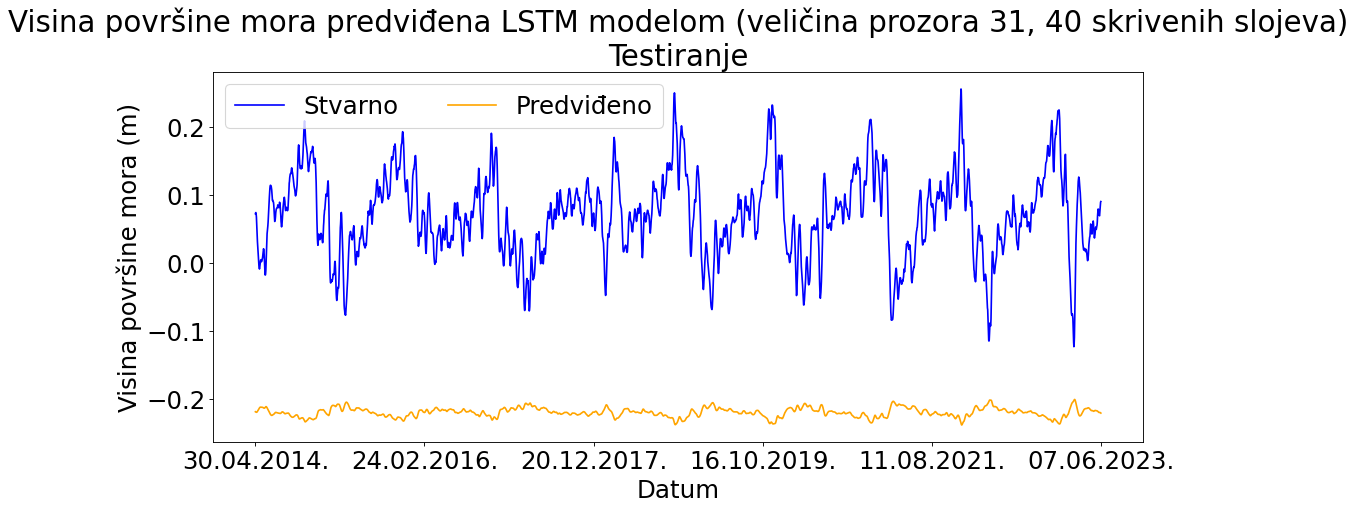 Visina površine mora predviđena LSTM modelom (veličina prozora 31, 40 skrivenih slojeva)
Testiranje
Stvarno Predviđeno
Visina površine mora (m)
0.2
0.1
0.0
−0.1
−0.2
30.04.2014. 24.02.2016. 20.12.2017. 16.10.2019. 11.08.2021. 07.06.2023.
Datum